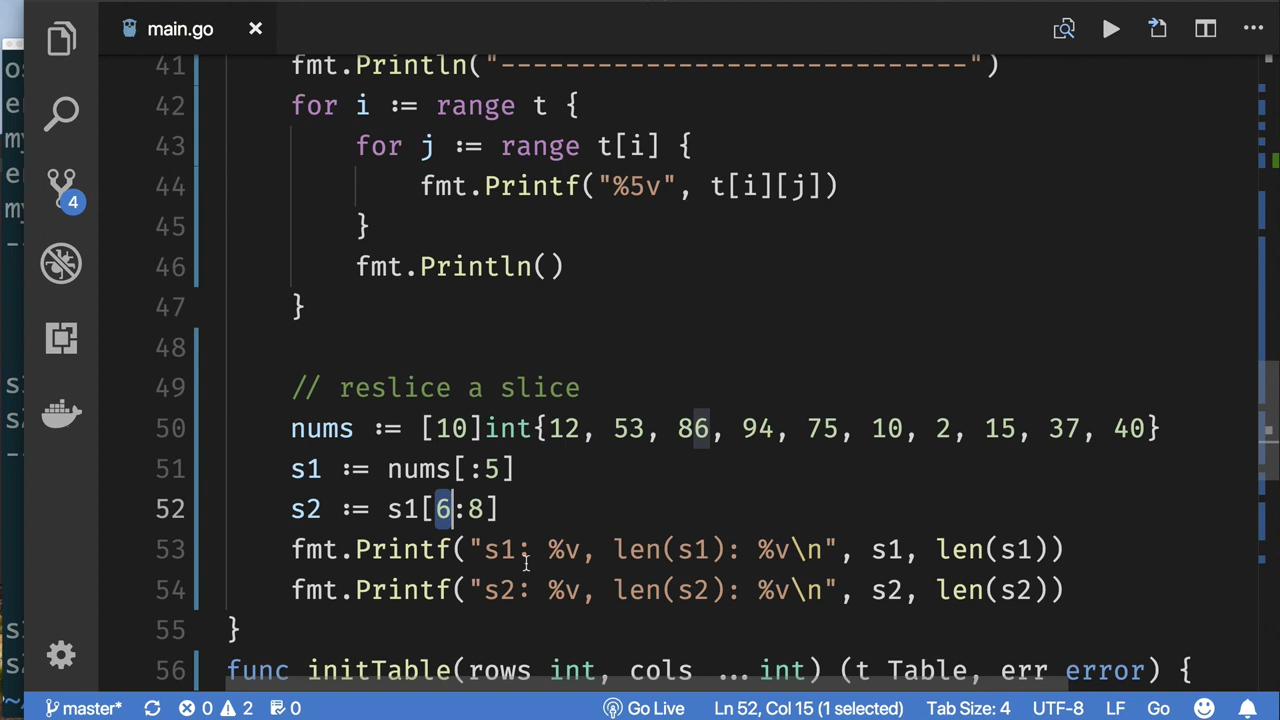 main.go
41 fmt.Println("-----------------------------")
42 for i := range t {
43 for j := range t[i] {
44 fmt.Printf("%5v", t[i][j])
45 }
46 fmt.Println()
47 }
48
49 // reslice a slice
50 nums := [10]int{12, 53, 86, 94, 75, 10, 2, 15, 37, 40}
51 s1 := nums[:5]
52 s2 := s1[6:8]
53 fmt.Printf("s1: %v, len(s1): %v\n", s1, len(s1))
54 fmt.Printf("s2: %v, len(s2): %v\n", s2, len(s2))
55 }
56 func initTable(rows int, cols ...int) (t Table, err error) {
4
master* 0 2 0 Go Live Ln 52, Col 15 (1 selected) Tab Size: 4 UTF-8 LF Go